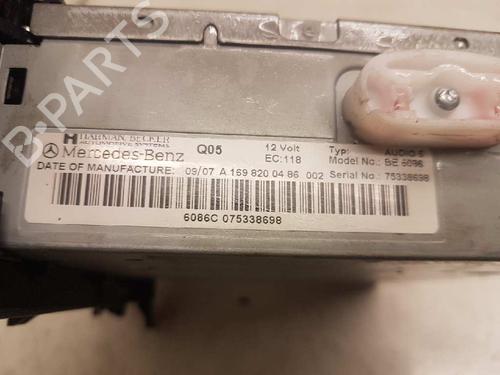 B-PARTS
HARMAN/BECKER
AUTOMOTIVE SYSTEMS
Mercedes-Benz Q05 12 Volt Typ: AUDIO 5
EC:118 Model No.: BE 6086
DATE OF MANUFACTURE: 09/07 A 169 820 04 86 002 Serial No.: 75338698
6086C 075338698